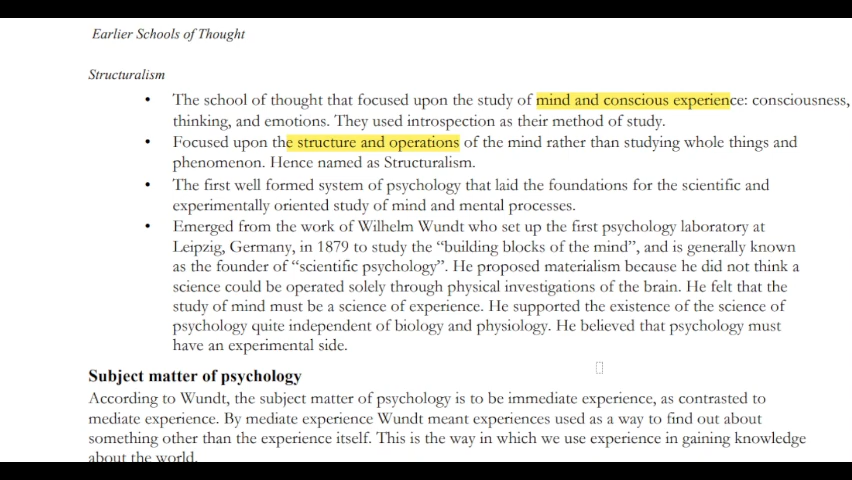 Earlier Schools of Thought
Structuralism
• The school of thought that focused upon the study of mind and conscious experience: consciousness,
thinking, and emotions. They used introspection as their method of study.
• Focused upon the structure and operations of the mind rather than studying whole things and
phenomenon. Hence named as Structuralism.
• The first well formed system of psychology that laid the foundations for the scientific and
experimentally oriented study of mind and mental processes.
• Emerged from the work of Wilhelm Wundt who set up the first psychology laboratory at
Leipzig, Germany, in 1879 to study the “building blocks of the mind”, and is generally known
as the founder of “scientific psychology”. He proposed materialism because he did not think a
science could be operated solely through physical investigations of the brain. He felt that the
study of mind must be a science of experience. He supported the existence of the science of
psychology quite independent of biology and physiology. He believed that psychology must
have an experimental side.
Subject matter of psychology
According to Wundt, the subject matter of psychology is to be immediate experience, as contrasted to
mediate experience. By mediate experience Wundt meant experiences used as a way to find out about
something other than the experience itself. This is the way in which we use experience in gaining knowledge
about the world.